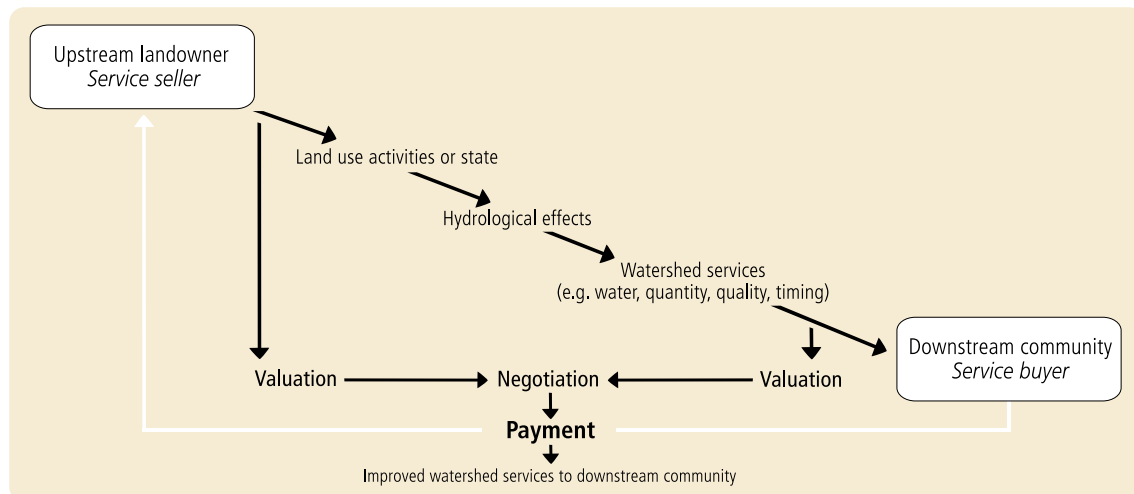 Upstream landowner
Service seller
Land use activities or state
Hydrological effects
Watershed services
(e.g. water, quantity, quality, timing)
Downstream community
Service buyer
Valuation
Negotiation
Valuation
Payment
Improved watershed services to downstream community